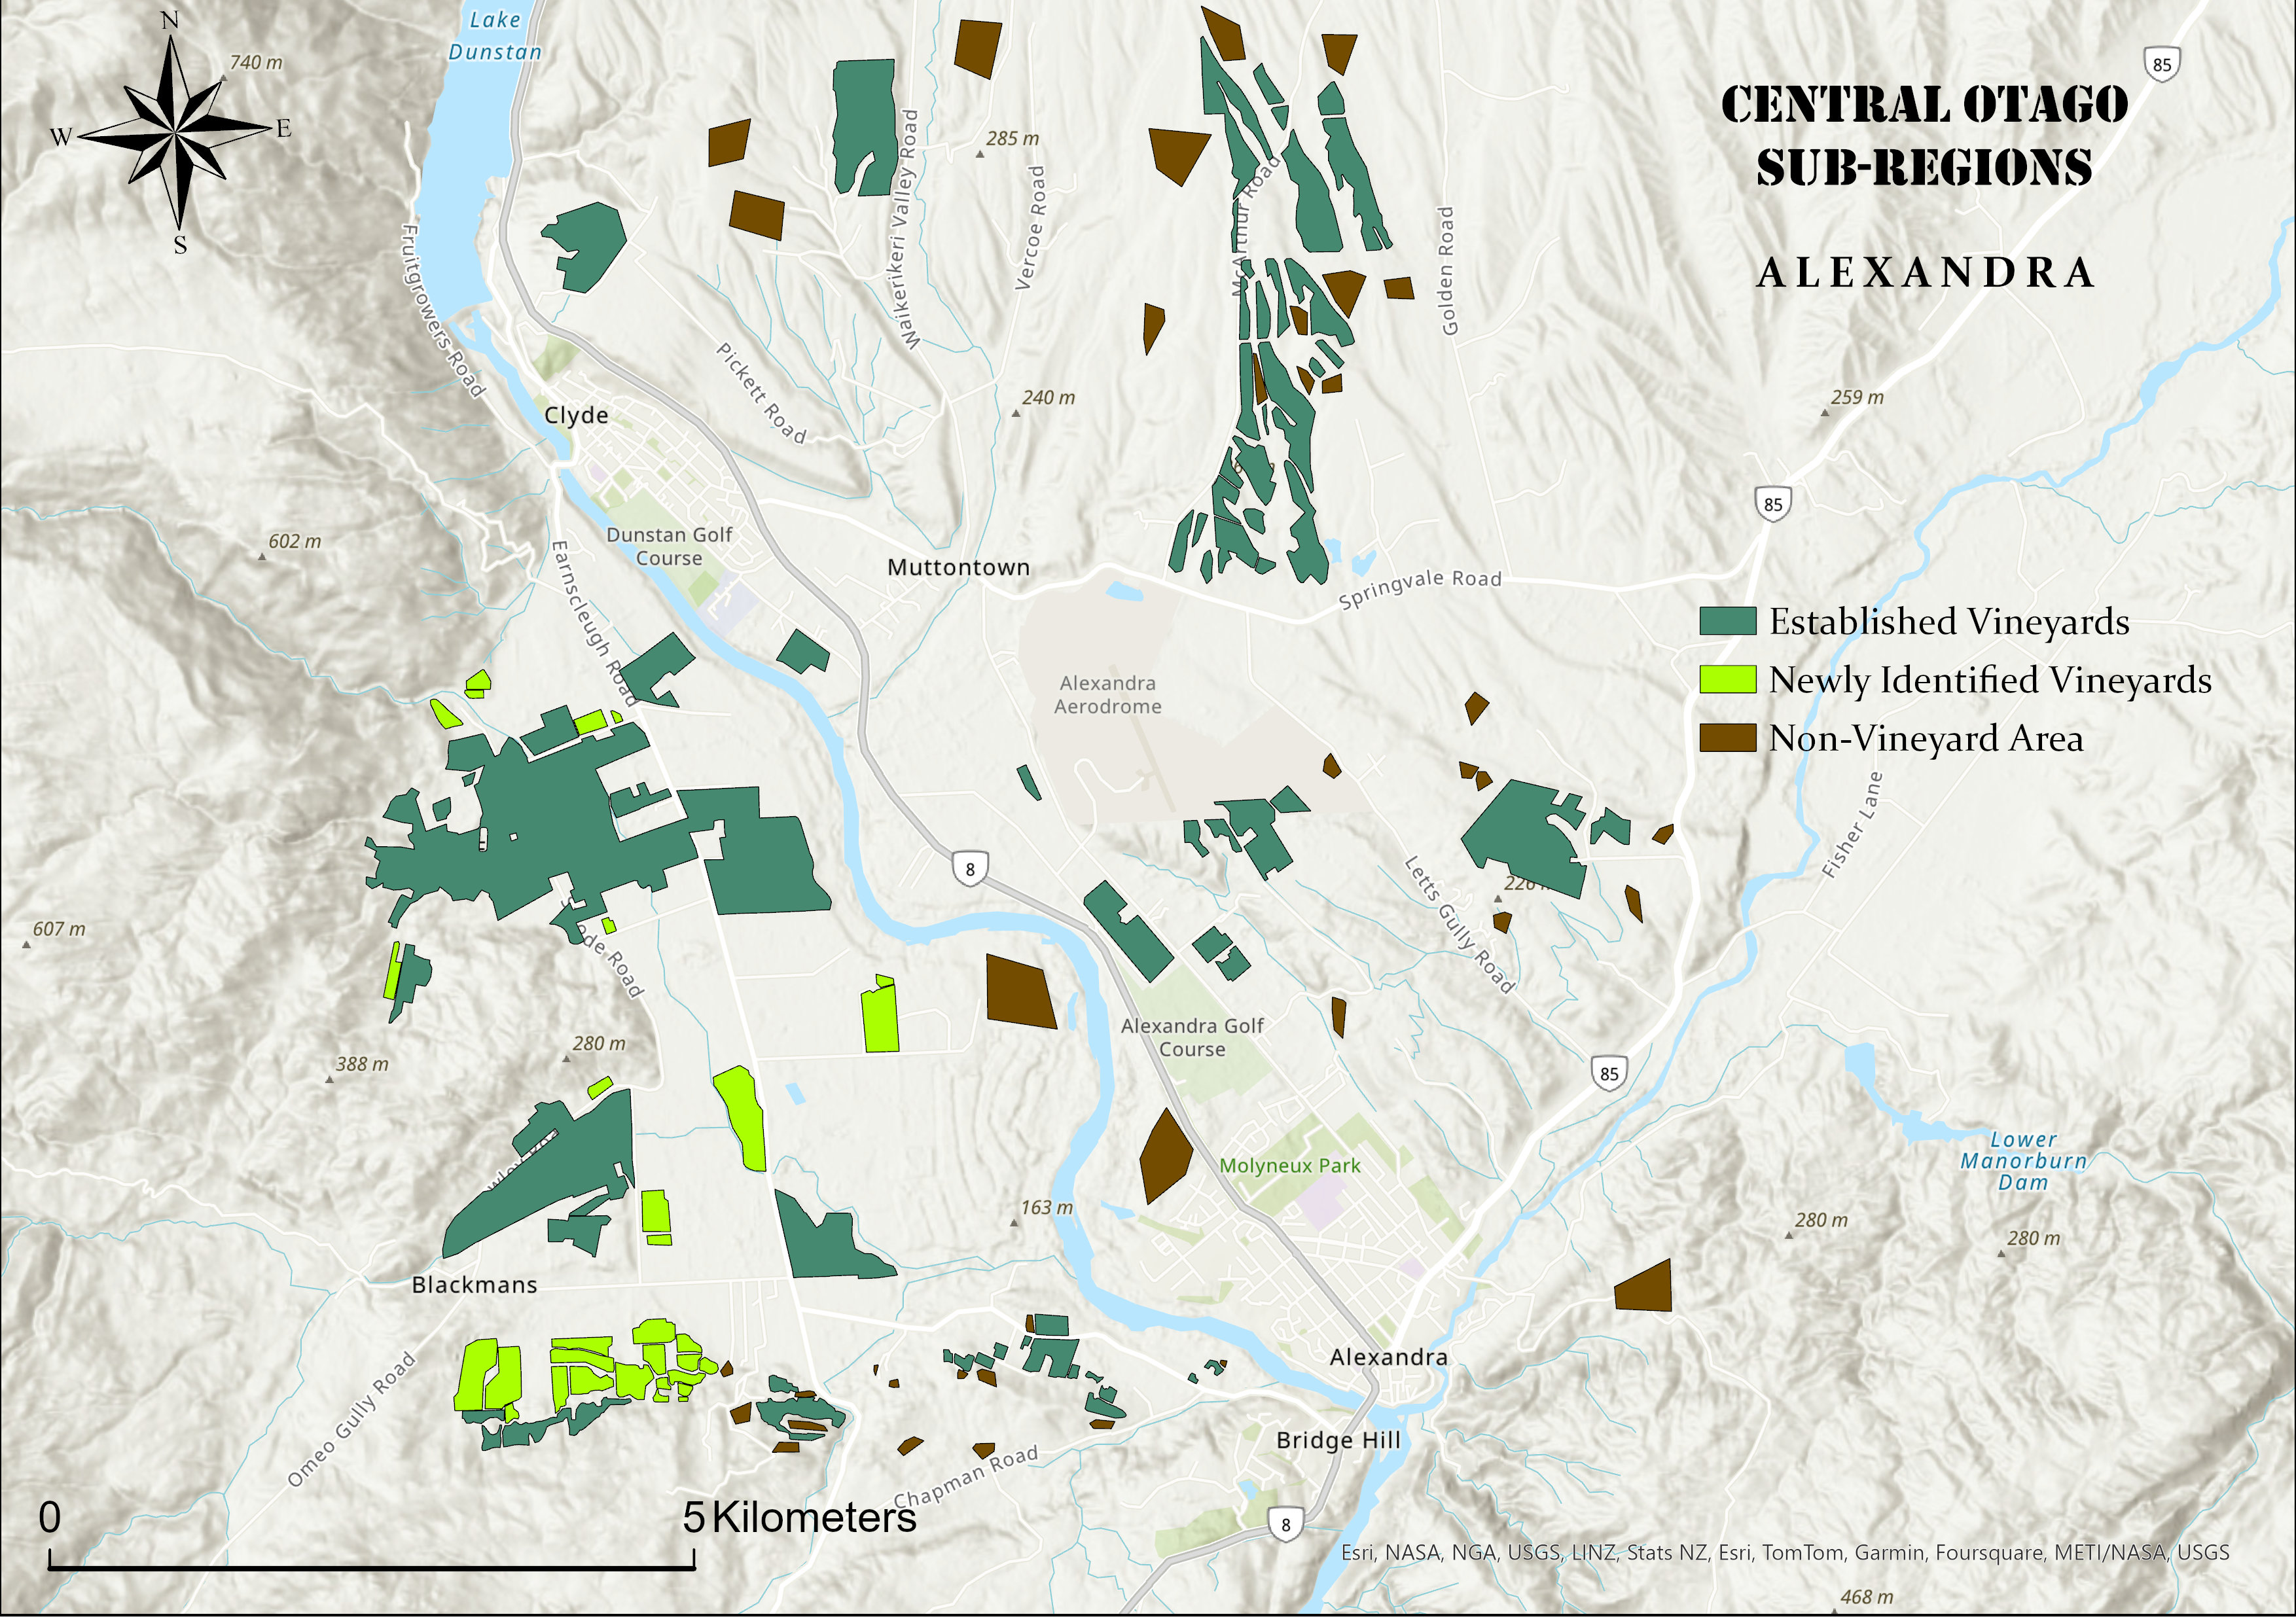 N
W
E
S
Lake
Dunstan
740 m
85
CENTRAL OTAGO
SUB-REGIONS
ALEXANDRA
285 m
Fruitgrowers Road
Waikerikeri Valley Road
Vercoe Road
McArthur Road
Golden Road
Pickett Road
240 m
259 m
Clyde
85
602 m
Dunstan Golf
Course
Muttontown
Earnscleugh Road
Springvale Road
Established Vineyards
Newly Identified Vineyards
Non-Vineyard Area
Alexandra
Aerodrome
Fisher Lane
8
Letts Gully Road
607 m
ode Road
Alexandra Golf
Course
280 m
388 m
85
Lower
Manorburn
Dam
Molyneux Park
163 m
280 m
280 m
Blackmans
Alexandra
Omeo Gully Road
Bridge Hill
Chapman Road
0
5 Kilometers
8
Esri, NASA, NGA, USGS, LINZ, Stats NZ, Esri, TomTom, Garmin, Foursquare, METI/NASA, USGS
468 m